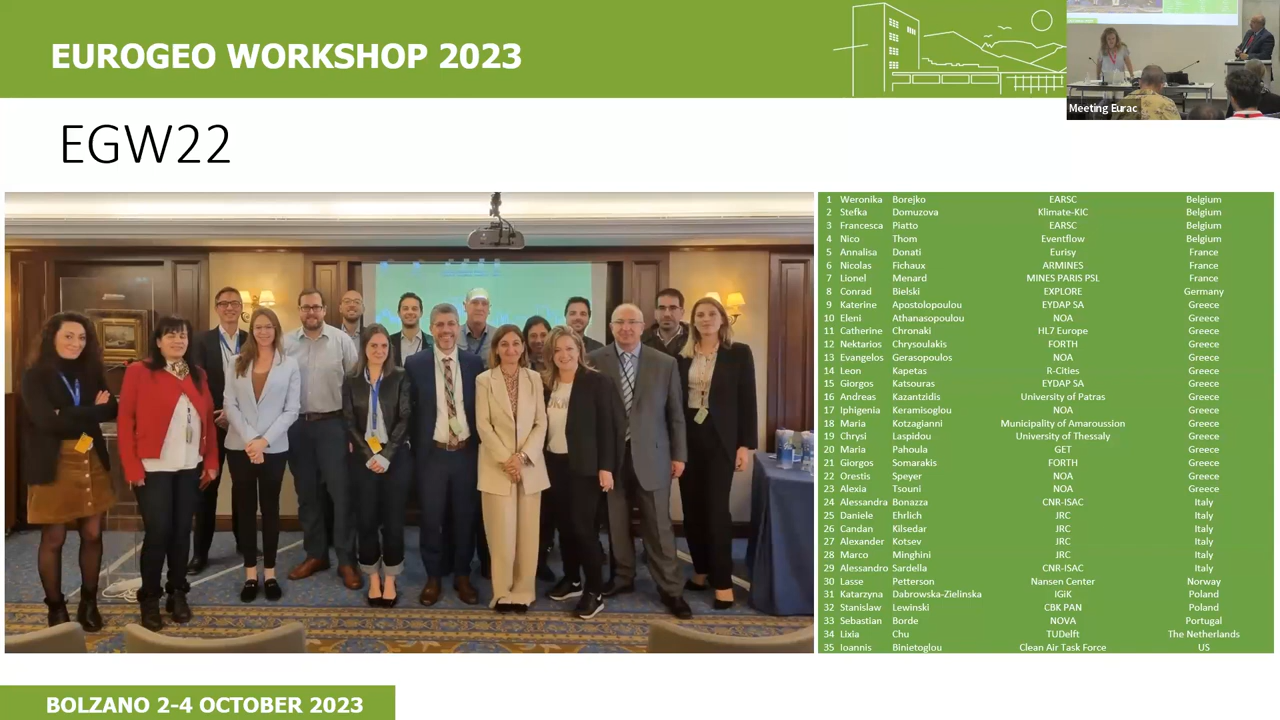 EUROGEO WORKSHOP 2023
Meeting Eurac
EGW22
1 Weronika Borejko EARSC Belgium
2 Stefka Domuzova Klimate-KIC Belgium
3 Francesca Piatto EARSC Belgium
4 Nico Thom Eventflow Belgium
5 Annalisa Donati Eurisy France
6 Nicolas Fichaux ARMINES France
7 Lionel Menard MINES PARIS PSL France
8 Conrad Bielski EXPLORE Germany
9 Katerine Apostolopoulou EYDAP SA Greece
10 Eleni Athanasopoulou NOA Greece
11 Catherine Chronaki HL7 Europe Greece
12 Nektarios Chrysoulakis FORTH Greece
13 Evangelos Gerasopoulos NOA Greece
14 Leon Kapetas R-Cities Greece
15 Giorgos Katsouras EYDAP SA Greece
16 Andreas Kazantzidis University of Patras Greece
17 Iphigenia Keramisoglou NOA Greece
18 Maria Kotzagianni Municipality of Amaroussion Greece
19 Chrysi Laspidou University of Thessaly Greece
20 Maria Pahoula GET Greece
21 Giorgos Somarakis FORTH Greece
22 Orestis Speyer NOA Greece
23 Alexia Tsouni NOA Greece
24 Alessandra Bonazza CNR-ISAC Italy
25 Daniele Ehrlich JRC Italy
26 Candan Kilsedar JRC Italy
27 Alexander Kotsev JRC Italy
28 Marco Minghini JRC Italy
29 Alessandro Sardella CNR-ISAC Italy
30 Lasse Petterson Nansen Center Norway
31 Katarzyna Dabrowska-Zielinska IGiK Poland
32 Stanislaw Lewinski CBK PAN Poland
33 Sebastian Borde NOVA Portugal
34 Lixia Chu TUDelft The Netherlands
35 Ioannis Binietoglou Clean Air Task Force US
BOLZANO 2-4 OCTOBER 2023